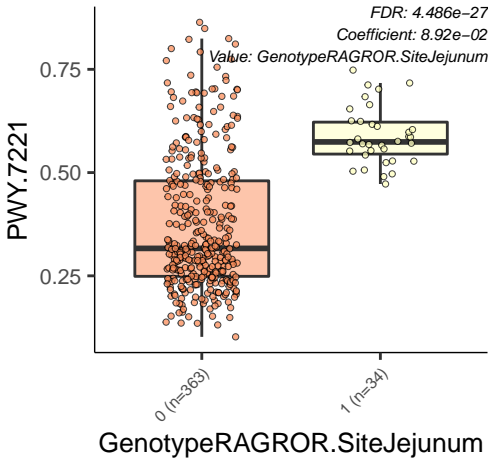 FDR: 4.486e−27
Coefficient: 8.92e−02
Value: GenotypeRAGROR.SiteJejunum
PWY.7221
0.75
0.50
0.25
0 (n=363)
1 (n=34)
GenotypeRAGROR.SiteJejunum